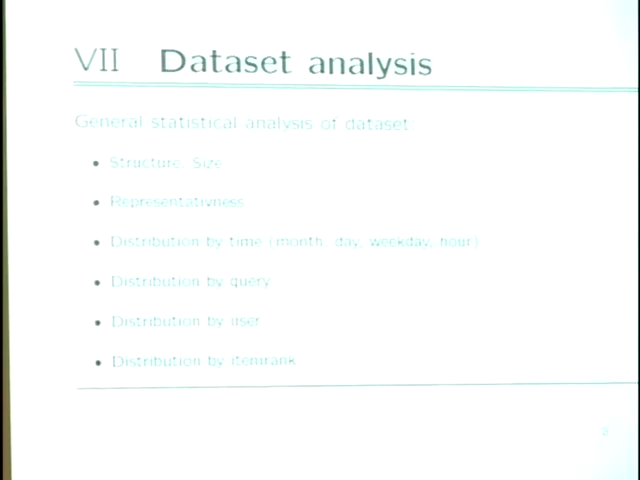 VII Dataset analysis
General statistical analysis of dataset:
• Structure, Size
• Representativness
• Distribution by time (month, day, weekday, hour)
• Distribution by query
• Distribution by user
• Distribution by itemrank